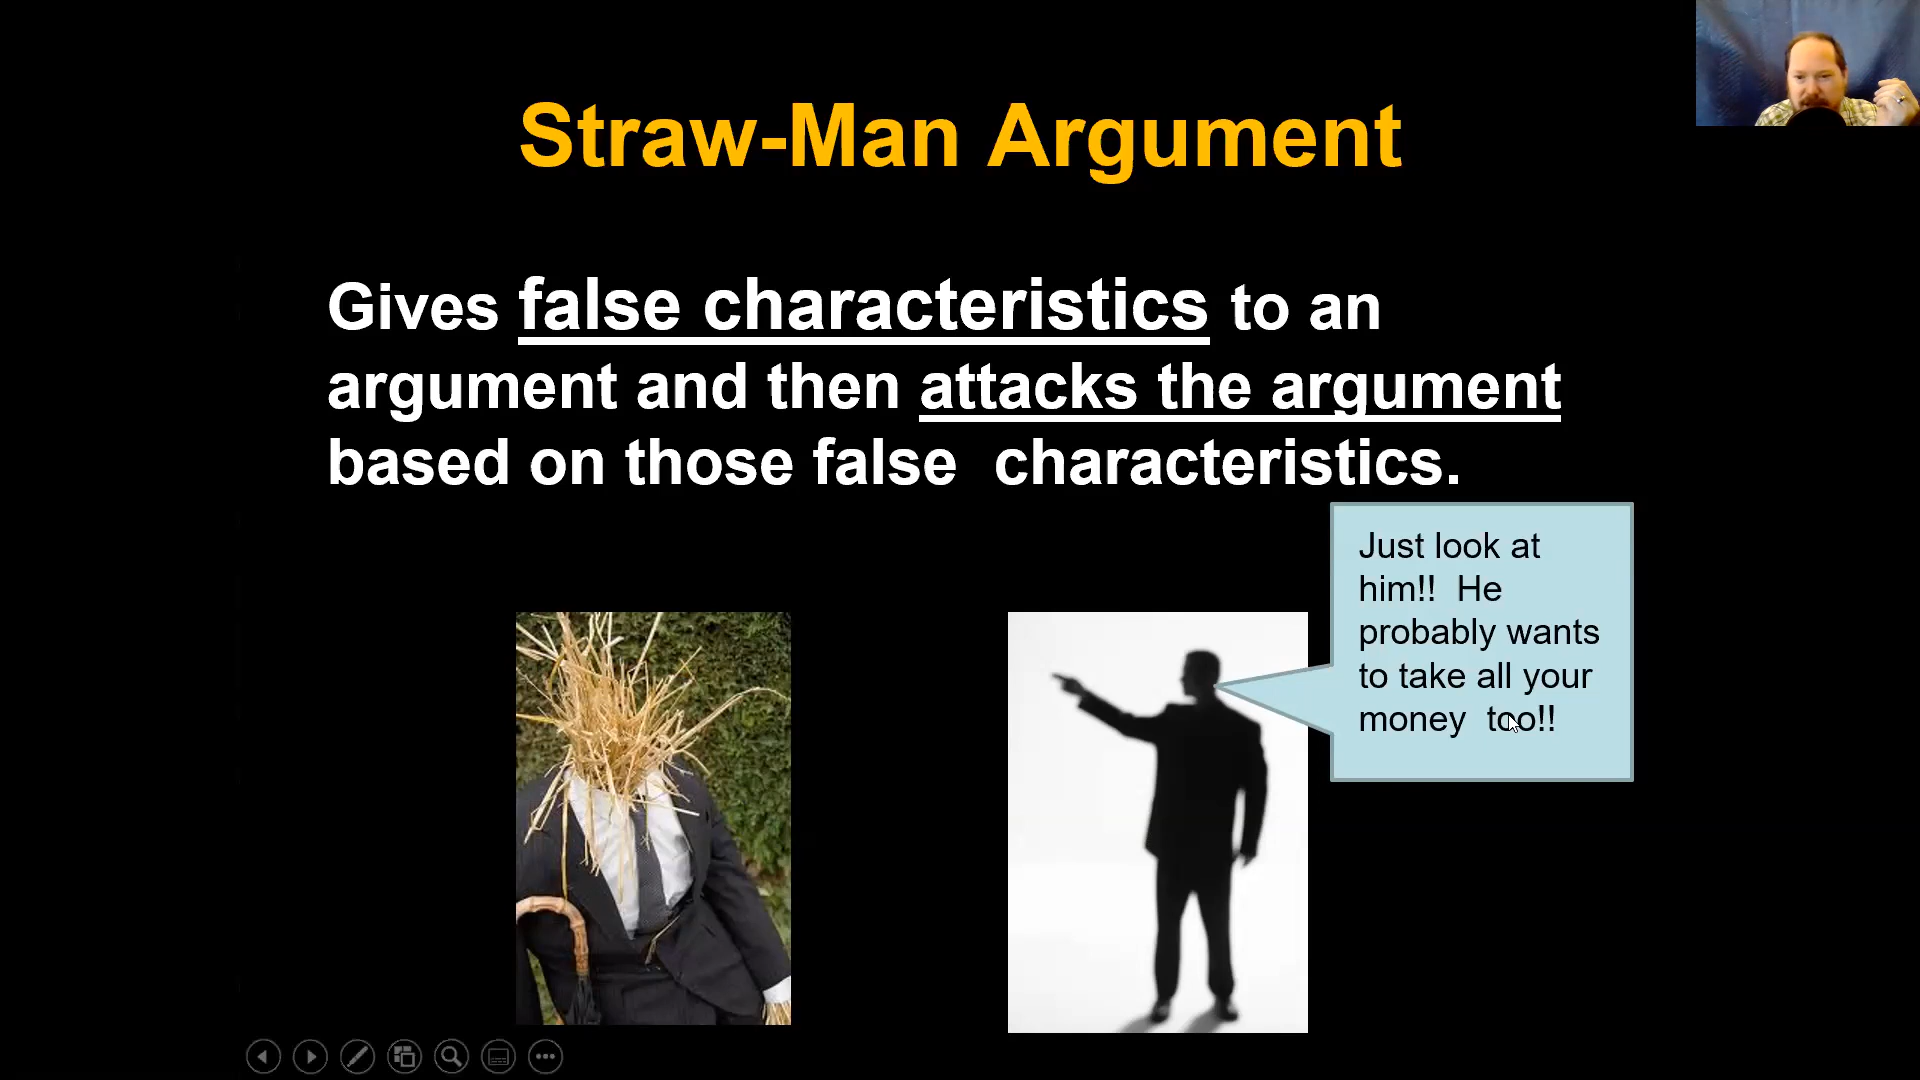 Straw-Man Argument
Gives false characteristics to an
argument and then attacks the argument
based on those false  characteristics.
Just look at
him!!  He
probably wants
to take all your
money  too!!